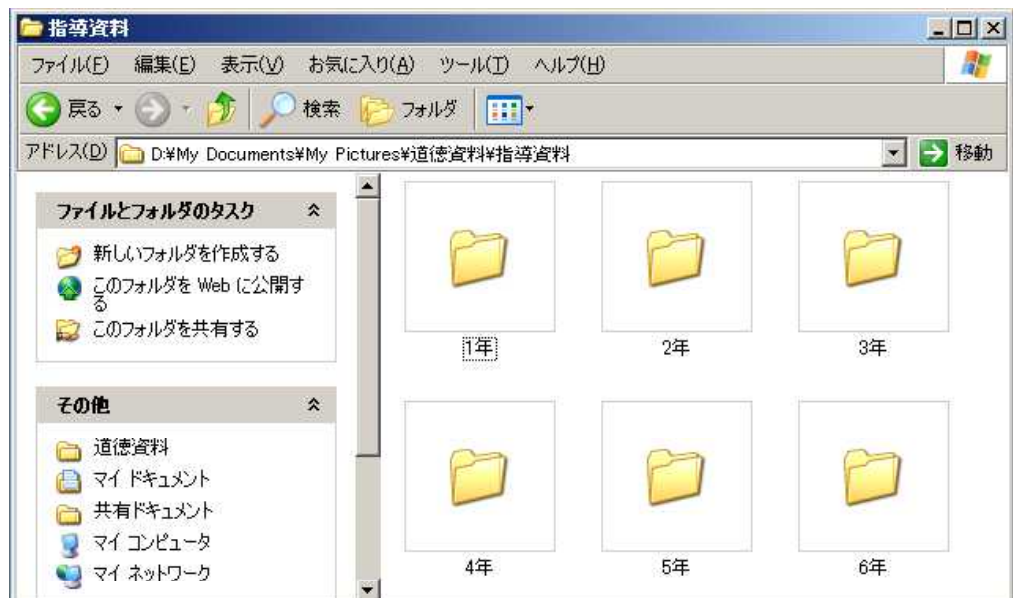 指導資料
ファイル(F) 編集(E) 表示(V) お気に入り(A) ツール(T) ヘルプ(H)
戻る 検索 フォルダ
アドレス(D) D:¥My Documents¥My Pictures¥道徳資料¥指導資料 移動
ファイルとフォルダのタスク
新しいフォルダを作成する
このフォルダを Web に公開す
る
このフォルダを共有する
その他
道徳資料
マイ ドキュメント
共有ドキュメント
マイ コンピュータ
マイ ネットワーク
1年 2年 3年
4年 5年 6年